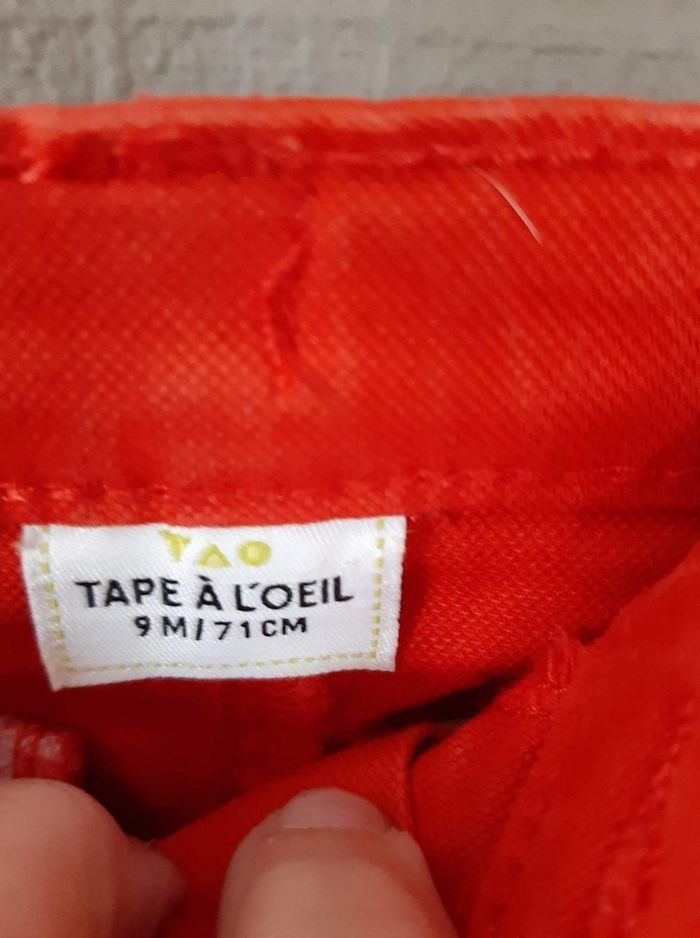 TAO
TAPE À L'OEIL
9 M/71 CM